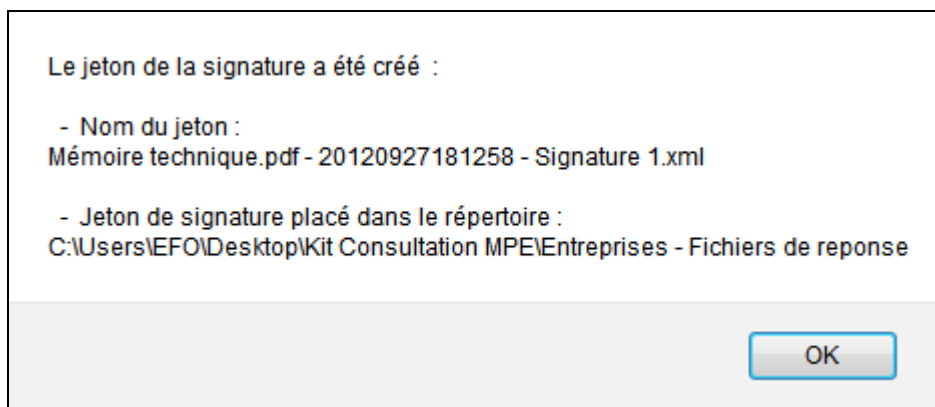 Le jeton de la signature a été créé :
- Nom du jeton :
Mémoire technique.pdf - 20120927181258 - Signature 1.xml
- Jeton de signature placé dans le répertoire :
C:\Users\EFO\Desktop\Kit Consultation MPE\Entreprises - Fichiers de reponse
OK